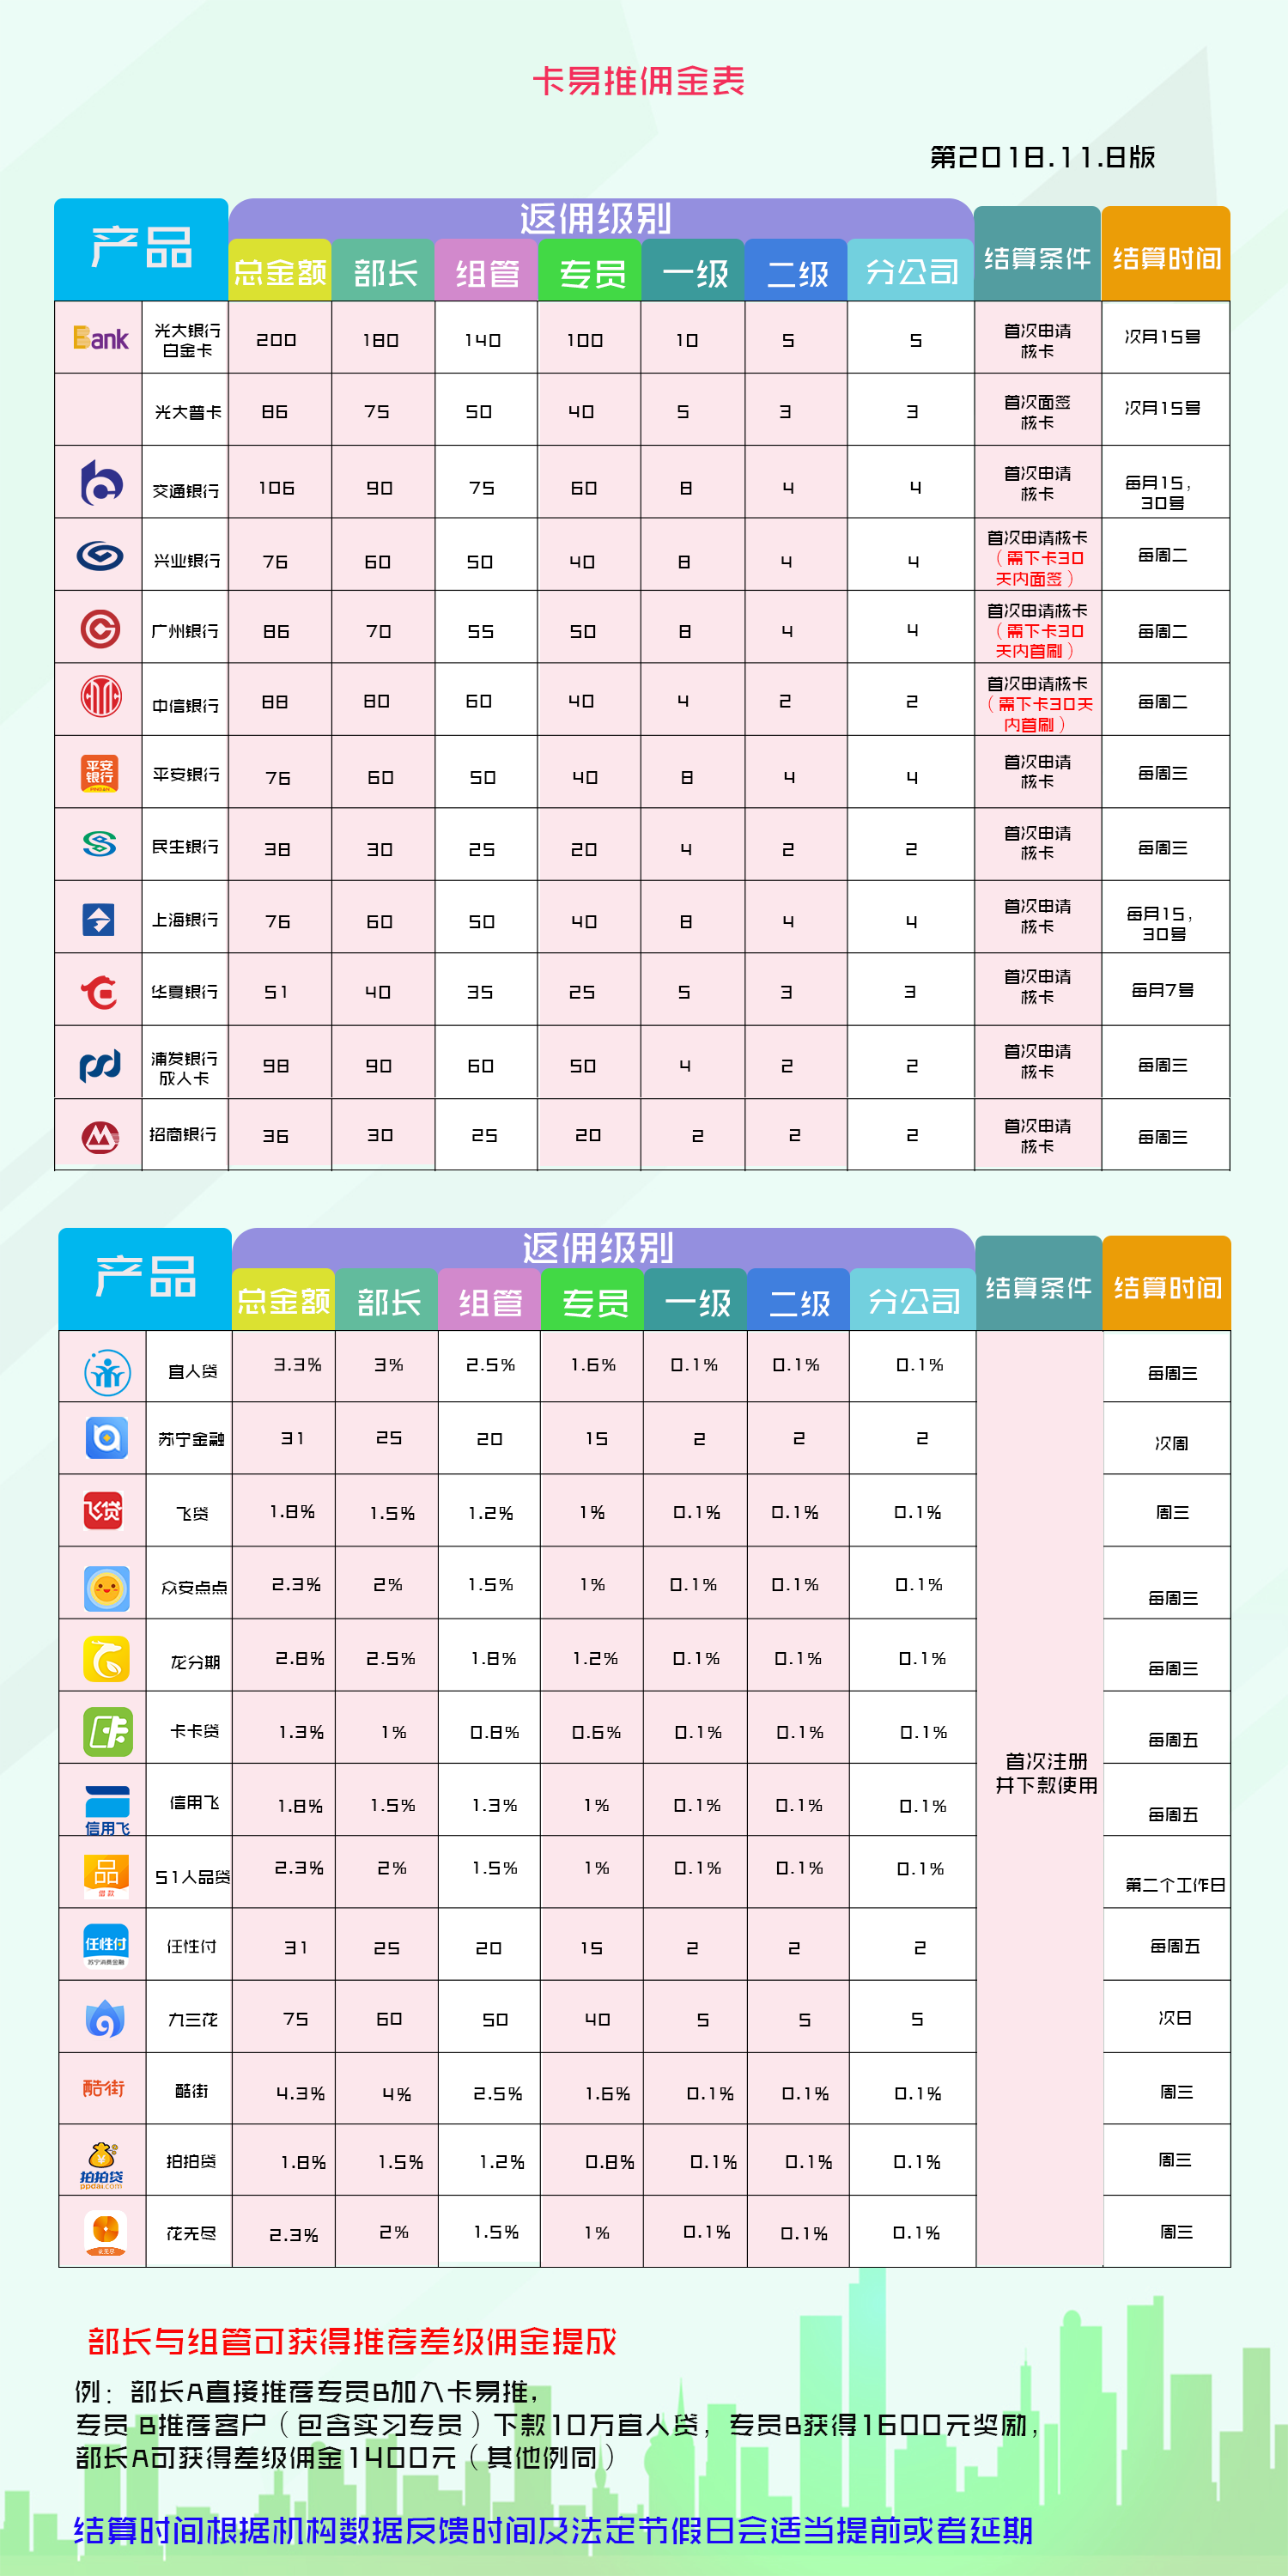 卡易推佣金表
第2018.11.8版
产品 返佣级别 结算条件 结算时间
总金额 部长 组管 专员 一级 二级 分公司
Bank 光大银行 白金卡 200 180 140 100 10 5 5 首次申请 核卡 次月15号
光大普卡 86 75 50 40 5 3 3 首次面签 核卡 次月15号
交通银行 106 90 75 60 8 4 4 首次申请 核卡 每月15, 30号
兴业银行 76 60 50 40 8 4 4 首次申请核卡 (需下卡30 天内面签) 每周二
广州银行 86 70 55 50 8 4 4 首次申请核卡 (需下卡30 天内首刷) 每周二
中信银行 88 80 60 40 4 2 2 首次申请核卡 (需下卡30天 内首刷) 每周二
平安银行 平安银行 76 60 50 40 8 4 4 首次申请 核卡 每周三
民生银行 38 30 25 20 4 2 2 首次申请 核卡 每周三
上海银行 76 60 50 40 8 4 4 首次申请 核卡 每月15, 30号
华夏银行 51 40 35 25 5 3 3 首次申请 核卡 每月7号
浦发银行 成人卡 98 90 60 50 4 2 2 首次申请 核卡 每周三
招商银行 36 30 25 20 2 2 2 首次申请 核卡 每周三
产品 返佣级别 结算条件 结算时间
总金额 部长 组管 专员 一级 二级 分公司
宜人贷 3.3% 3% 2.5% 1.6% 0.1% 0.1% 0.1% 每周三
苏宁金融 31 25 20 15 2 2 2 次周
飞贷 飞贷 1.8% 1.5% 1.2% 1% 0.1% 0.1% 0.1% 周三
众安点点 2.3% 2% 1.5% 1% 0.1% 0.1% 0.1% 每周三
龙分期 2.8% 2.5% 1.8% 1.2% 0.1% 0.1% 0.1% 每周三
卡卡贷 1.3% 1% 0.8% 0.6% 0.1% 0.1% 0.1% 每周五
首次注册
并下款使用
信用飞 信用飞 1.8% 1.5% 1.3% 1% 0.1% 0.1% 0.1% 每周五
品 借款 51人品贷 2.3% 2% 1.5% 1% 0.1% 0.1% 0.1% 第二个工作日
任性付 苏宁消费金融 任性付 31 25 20 15 2 2 2 每周五
九三花 75 60 50 40 5 5 5 次日
酷街 酷街 4.3% 4% 2.5% 1.6% 0.1% 0.1% 0.1% 周三
拍拍贷 ppdai.com 拍拍贷 1.8% 1.5% 1.2% 0.8% 0.1% 0.1% 0.1% 周三
花无尽 2.3% 2% 1.5% 1% 0.1% 0.1% 0.1% 周三
部长与组管可获得推荐差级佣金提成
例：部长A直接推荐专员B加入卡易推，
专员 B推荐客户（包含实习专员）下款10万宜人贷，专员B获得1600元奖励，
部长A可获得差级佣金1400元（其他例同）
结算时间根据机构数据反馈时间及法定节假日会适当提前或者延期